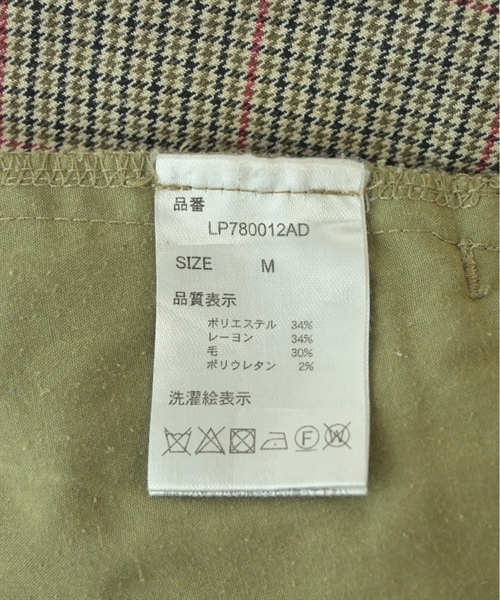 品番
LP780012AD
SIZE M
品質表示
ポリエステル 34%
レーヨン 34%
毛 30%
ポリウレタン 2%
洗濯絵表示
F W